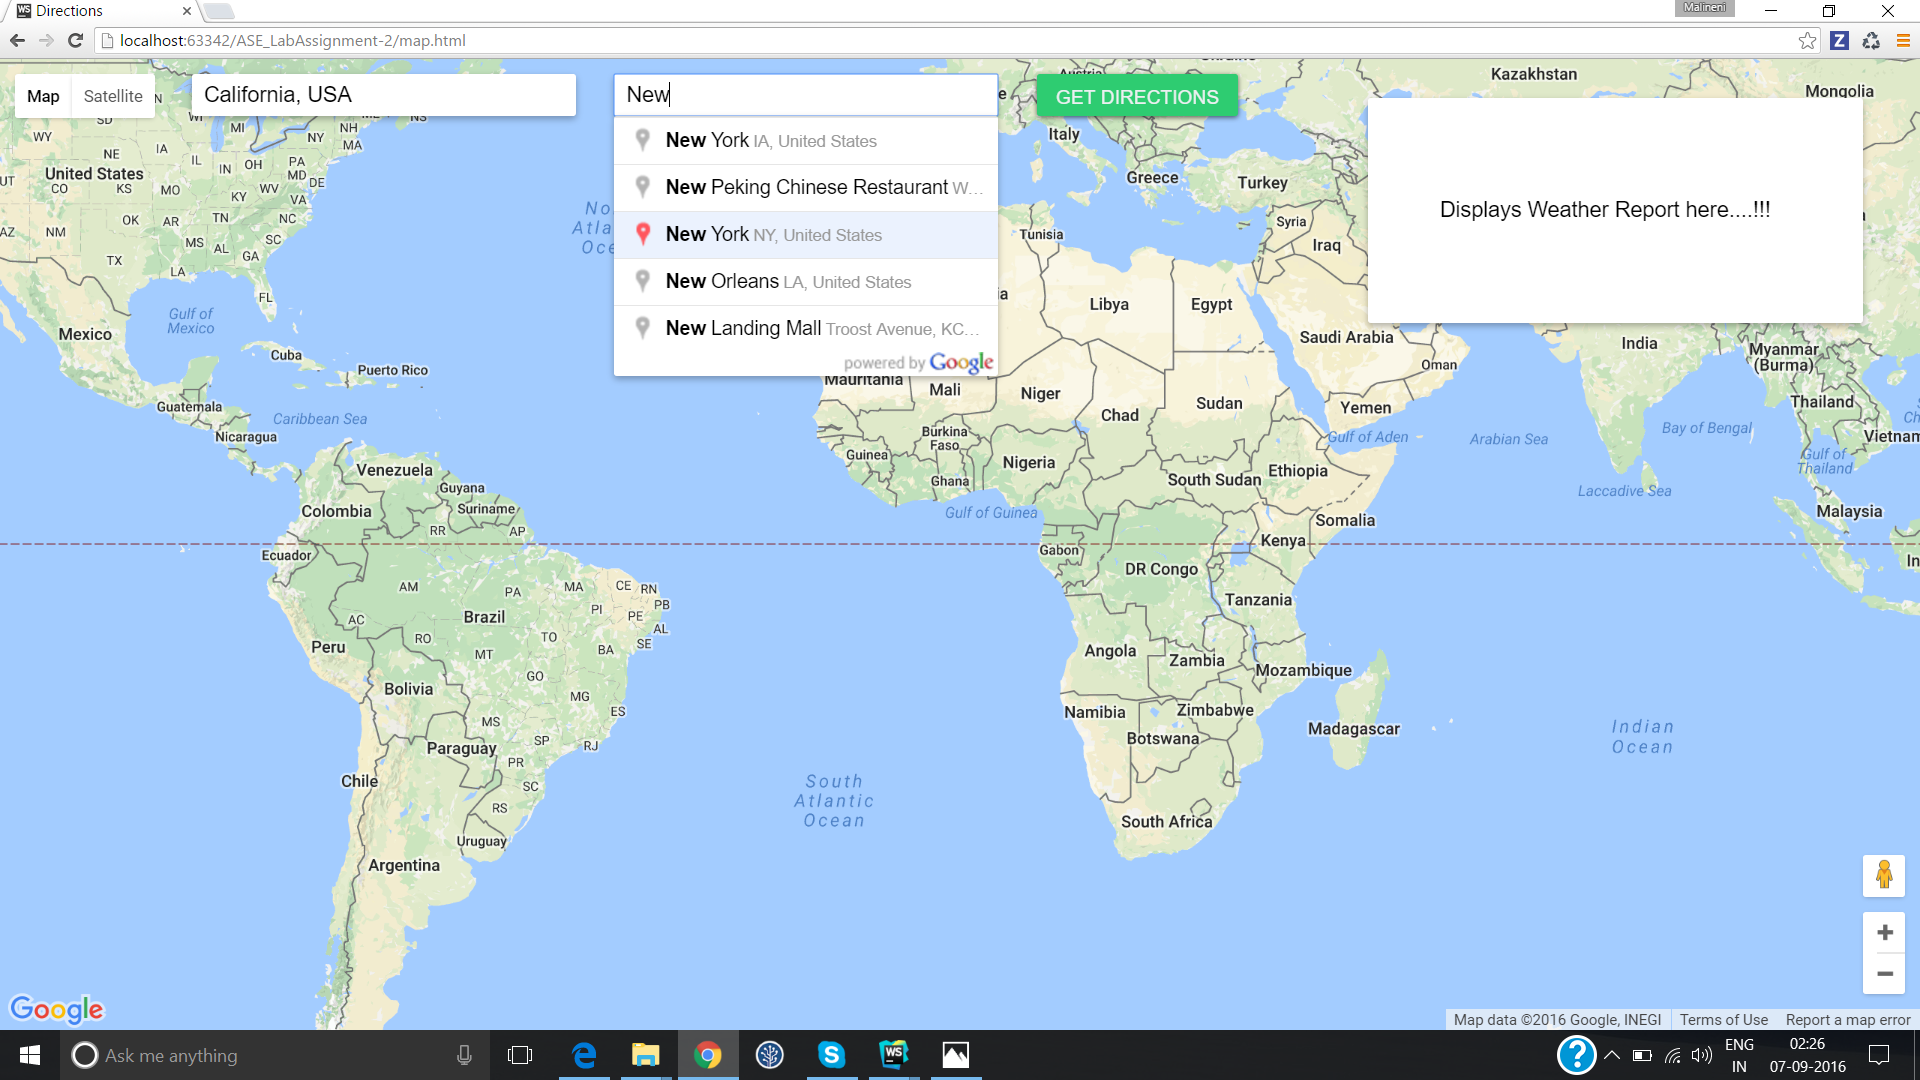 Directions
Malineni
localhost:63342/ASE_LabAssignment-2/map.html
Map
Satellite
California, USA
New
GET DIRECTIONS
New York IA, United States
New Peking Chinese Restaurant W...
New York NY, United States
New Orleans LA, United States
New Landing Mall Troost Avenue, KC...
powered by Google
Displays Weather Report here....!!!
Kazakhstan
Mongolia
Austria
Italy
Greece
Turkey
Syria
Iraq
Tunisia
Libya
Egypt
Saudi Arabia
Oman
Yemen
India
Myanmar
(Burma)
Thailand
Vietnam
Malaysia
United States
SD
WY
WI
MI
NY
NH
MA
NE
IA
IL
IN
OH
PA
MD
DE
UT
CO
KS
MO
KY
WV
VA
OK
AR
TN
NC
AZ
NM
MS
AL
SC
GA
TX
LA
FL
NS
Gulf of
Mexico
Mexico
Cuba
Puerto Rico
Guatemala
Caribbean Sea
Nicaragua
Venezuela
Guyana
Suriname
Colombia
Ecuador
RR
AP
AM
PA
MA
CE
RN
PB
PI
PE
AL
SE
AC
RO
TO
BA
MT
GO
MG
ES
MS
SP
RJ
PR
SC
RS
Brazil
Peru
Bolivia
Paraguay
Chile
Uruguay
Argentina
Mauritania
Mali
Niger
Chad
Sudan
Burkina
Faso
Guinea
Ghana
Nigeria
South Sudan
Ethiopia
Somalia
Gulf of Guinea
Gabon
DR Congo
Kenya
Tanzania
Angola
Zambia
Mozambique
Namibia
Zimbabwe
Botswana
Madagascar
South Africa
Gulf of Aden
Arabian Sea
Bay of Bengal
Laccadive Sea
Gulf of
Thailand
South
Atlantic
Ocean
Indian
Ocean
Google
Map data ©2016 Google, INEGI
Terms of Use
Report a map error
Ask me anything
ENG
IN
02:26
07-09-2016